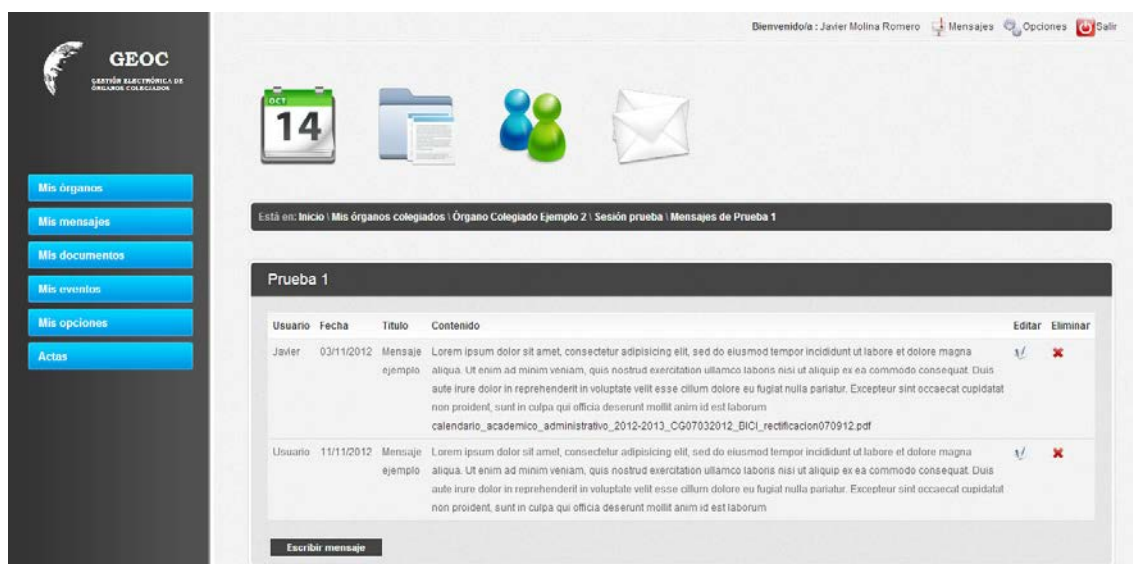 Bienvenido/a : Javier Molina Romero Mensajes Opciones Salir
GEOC
GESTIÓN ELECTRÓNICA DE
ÓRGANOS COLEGIADOS
OCT
14
Mis órganos
Mis mensajes
Mis documentos
Mis eventos
Mis opciones
Actas
Está en: Inicio \ Mis órganos colegiados \ Órgano Colegiado Ejemplo 2 \ Sesión prueba \ Mensajes de Prueba 1
Prueba 1
Usuario Fecha Titulo Contenido Editar Eliminar
Javier 03/11/2012 Mensaje ejemplo
Lorem ipsum dolor sit amet, consectetur adipisicing elit, sed do eiusmod tempor incididunt ut labore et dolore magna
aliqua. Ut enim ad minim veniam, quis nostrud exercitation ullamco laboris nisi ut aliquip ex ea commodo consequat. Duis
aute irure dolor in reprehenderit in voluptate velit esse cillum dolore eu fugiat nulla pariatur. Excepteur sint occaecat cupidatat
non proident, sunt in culpa qui officia deserunt mollit anim id est laborum
calendario_academico_administrativo_2012-2013_CG07032012_BICI_rectificacion070912.pdf
Usuario 11/11/2012 Mensaje ejemplo
Lorem ipsum dolor sit amet, consectetur adipisicing elit, sed do eiusmod tempor incididunt ut labore et dolore magna
aliqua. Ut enim ad minim veniam, quis nostrud exercitation ullamco laboris nisi ut aliquip ex ea commodo consequat. Duis
aute irure dolor in reprehenderit in voluptate velit esse cillum dolore eu fugiat nulla pariatur. Excepteur sint occaecat cupidatat
non proident, sunt in culpa qui officia deserunt mollit anim id est laborum
Escribir mensaje